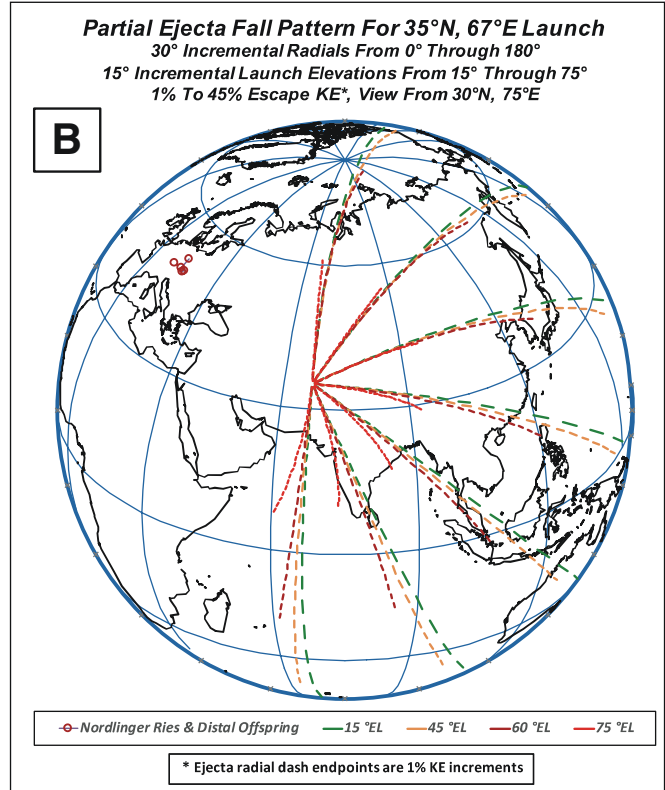 Partial Ejecta Fall Pattern For 35°N, 67°E Launch
30° Incremental Radials From 0° Through 180°
15° Incremental Launch Elevations From 15° Through 75°
1% To 45% Escape KE*, View From 30°N, 75°E
B
Nordlinger Ries & Distal Offspring 15 °EL 45 °EL 60 °EL 75 °EL
* Ejecta radial dash endpoints are 1% KE increments